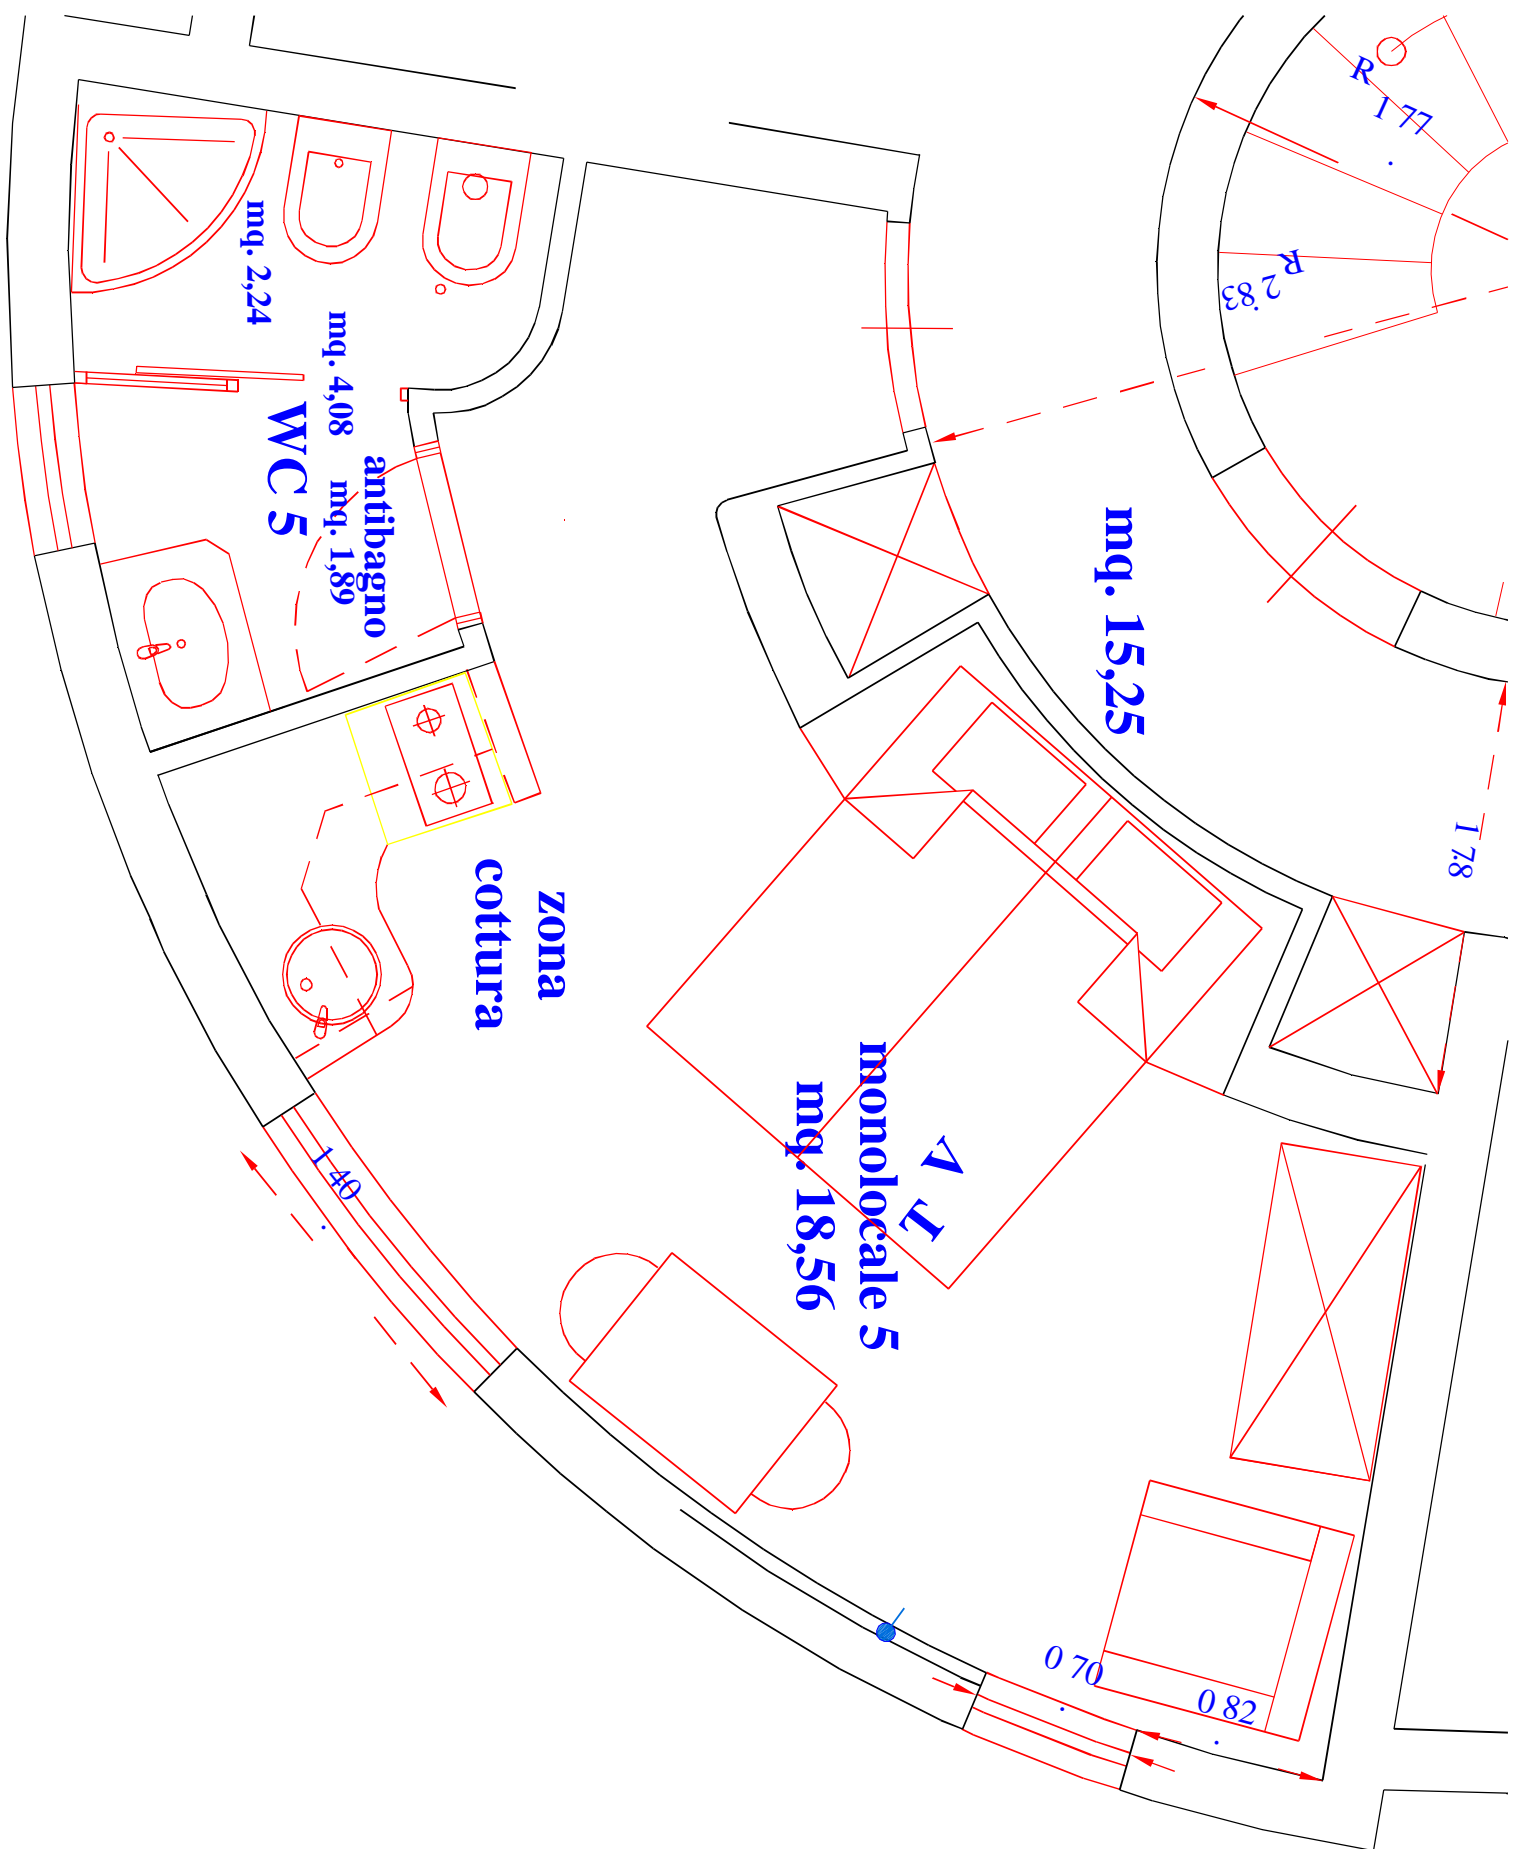 R
1.77
R
2.83
mq. 2,24
mq. 4,08
WC 5
antibagno
mq. 1,89
mq. 15,25
1.78
zona
cottura
monolocale 5
mq. 18,56
T V
1.40
0.70
0.82